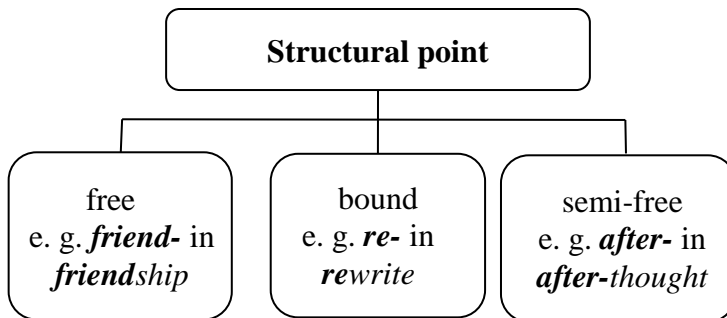 Structural point
free
e. g. friend- in
friendship
bound
e. g. re- in
rewrite
semi-free
e. g. after- in
after-thought